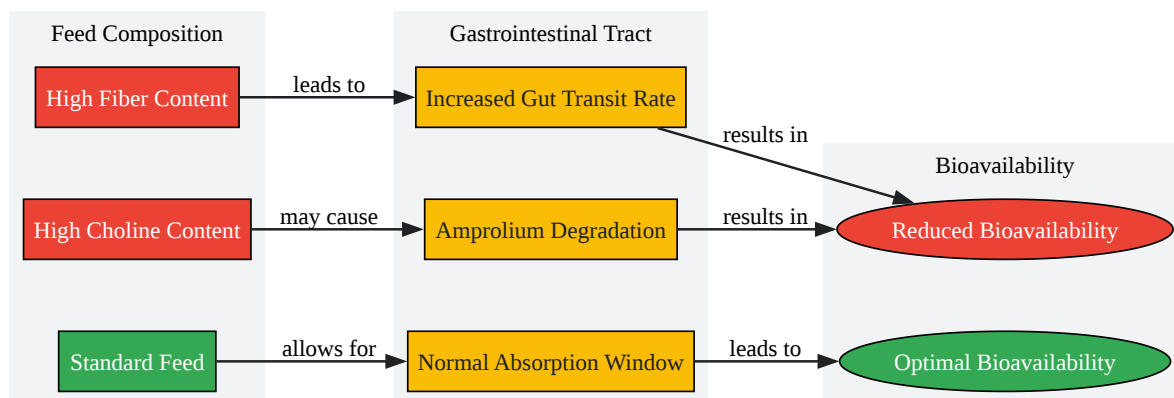 Feed Composition
Gastrointestinal Tract
High Fiber Content
leads to
Increased Gut Transit Rate
results in
Bioavailability
High Choline Content
may cause
Amprolium Degradation
results in
Reduced Bioavailability
Standard Feed
allows for
Normal Absorption Window
leads to
Optimal Bioavailability